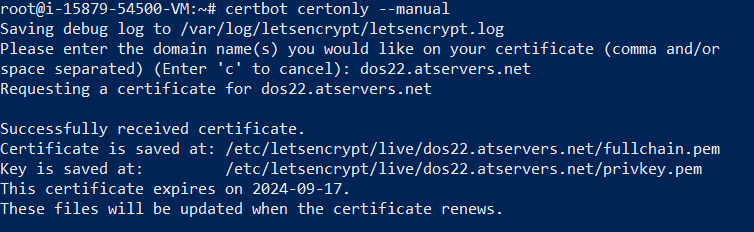 root@i-15879-54500-VM:~# certbot certonly --manual
Saving debug log to /var/log/letsencrypt/letsencrypt.log
Please enter the domain name(s) you would like on your certificate (comma and/or
space separated) (Enter 'c' to cancel): dos22.atservers.net
Requesting a certificate for dos22.atservers.net

Successfully received certificate.
Certificate is saved at: /etc/letsencrypt/live/dos22.atservers.net/fullchain.pem
Key is saved at:         /etc/letsencrypt/live/dos22.atservers.net/privkey.pem
This certificate expires on 2024-09-17.
These files will be updated when the certificate renews.